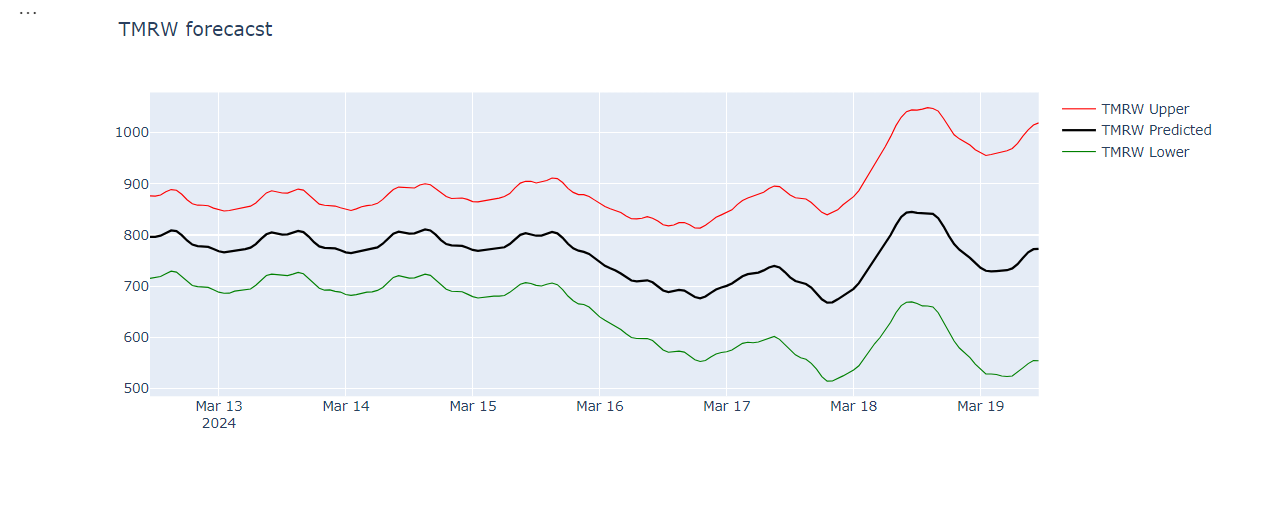 ...
TMRW forecacst
1000
900
800
700
600
500
Mar 13
2024
Mar 14
Mar 15
Mar 16
Mar 17
Mar 18
Mar 19
TMRW Upper
TMRW Predicted
TMRW Lower